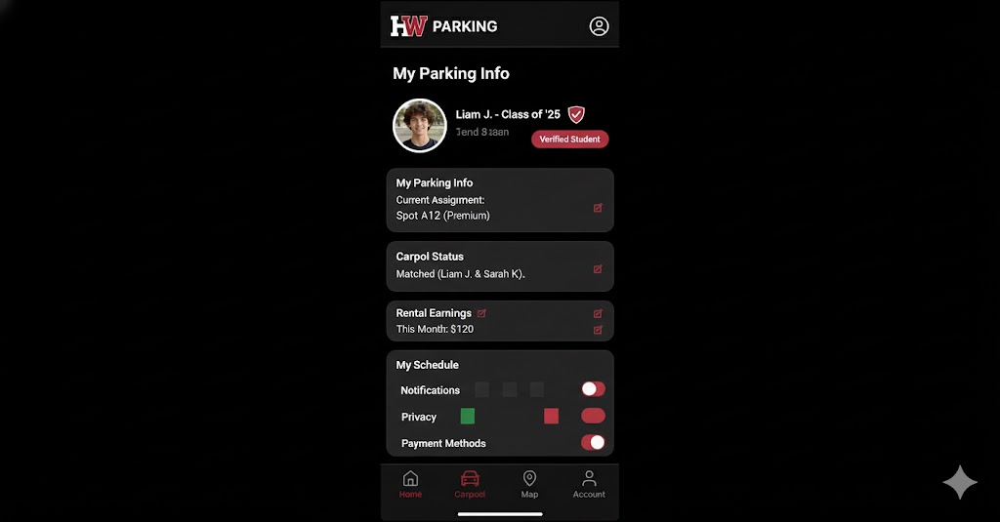 HW PARKING
My Parking Info
Liam J. - Class of '25
Verified Student
My Parking Info
Current Assigment:
Spot A12 (Premium)
Carpol Status
Matched (Liam J. & Sarah K).
Rental Earnings
This Month: $120
My Schedule
Notifications
Privacy
Payment Methods
Home Carpool Map Account